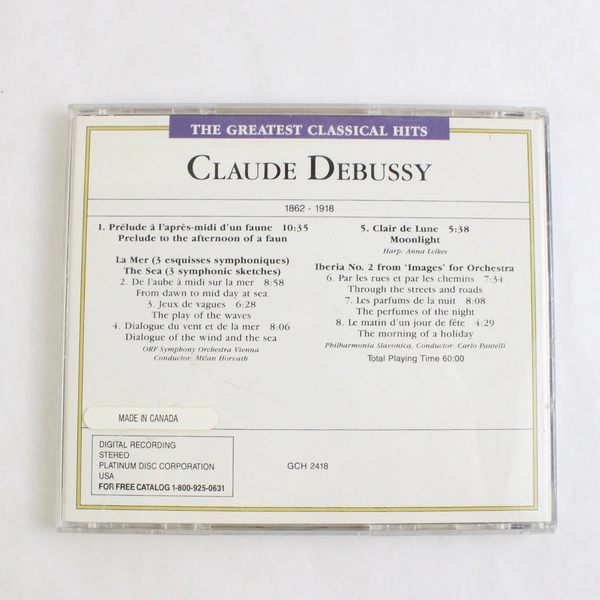 THE GREATEST CLASSICAL HITS
CLAUDE DEBUSSY
1862 - 1918
1. Prélude à l'après-midi d'un faune 10:35
Prelude to the afternoon of a faun
La Mer (3 esquisses symphoniques)
The Sea (3 symphonic sketches)
2. De l'aube à midi sur la mer 8:58
From dawn to mid day at sea
3. Jeux de vagues 6:28
The play of the waves
4. Dialogue du vent et de la mer 8:06
Dialogue of the wind and the sea
ORF Symphony Orchestra Vienna
Conductor: Milan Horvath
5. Clair de Lune 5:38
Moonlight
Harp: Anna Lelkes
Iberia No. 2 from 'Images' for Orchestra
6. Par les rues et par les chemins 7:34
Through the streets and roads
7. Les parfums de la nuit 8:08
The perfumes of the night
8. Le matin d'un jour de fête 4:29
The morning of a holiday
Philharmonia Slavonica, Conductor: Carlo Pantelli
Total Playing Time 60:00
MADE IN CANADA
DIGITAL RECORDING
STEREO
PLATINUM DISC CORPORATION
USA
FOR FREE CATALOG 1-800-925-0631
GCH 2418